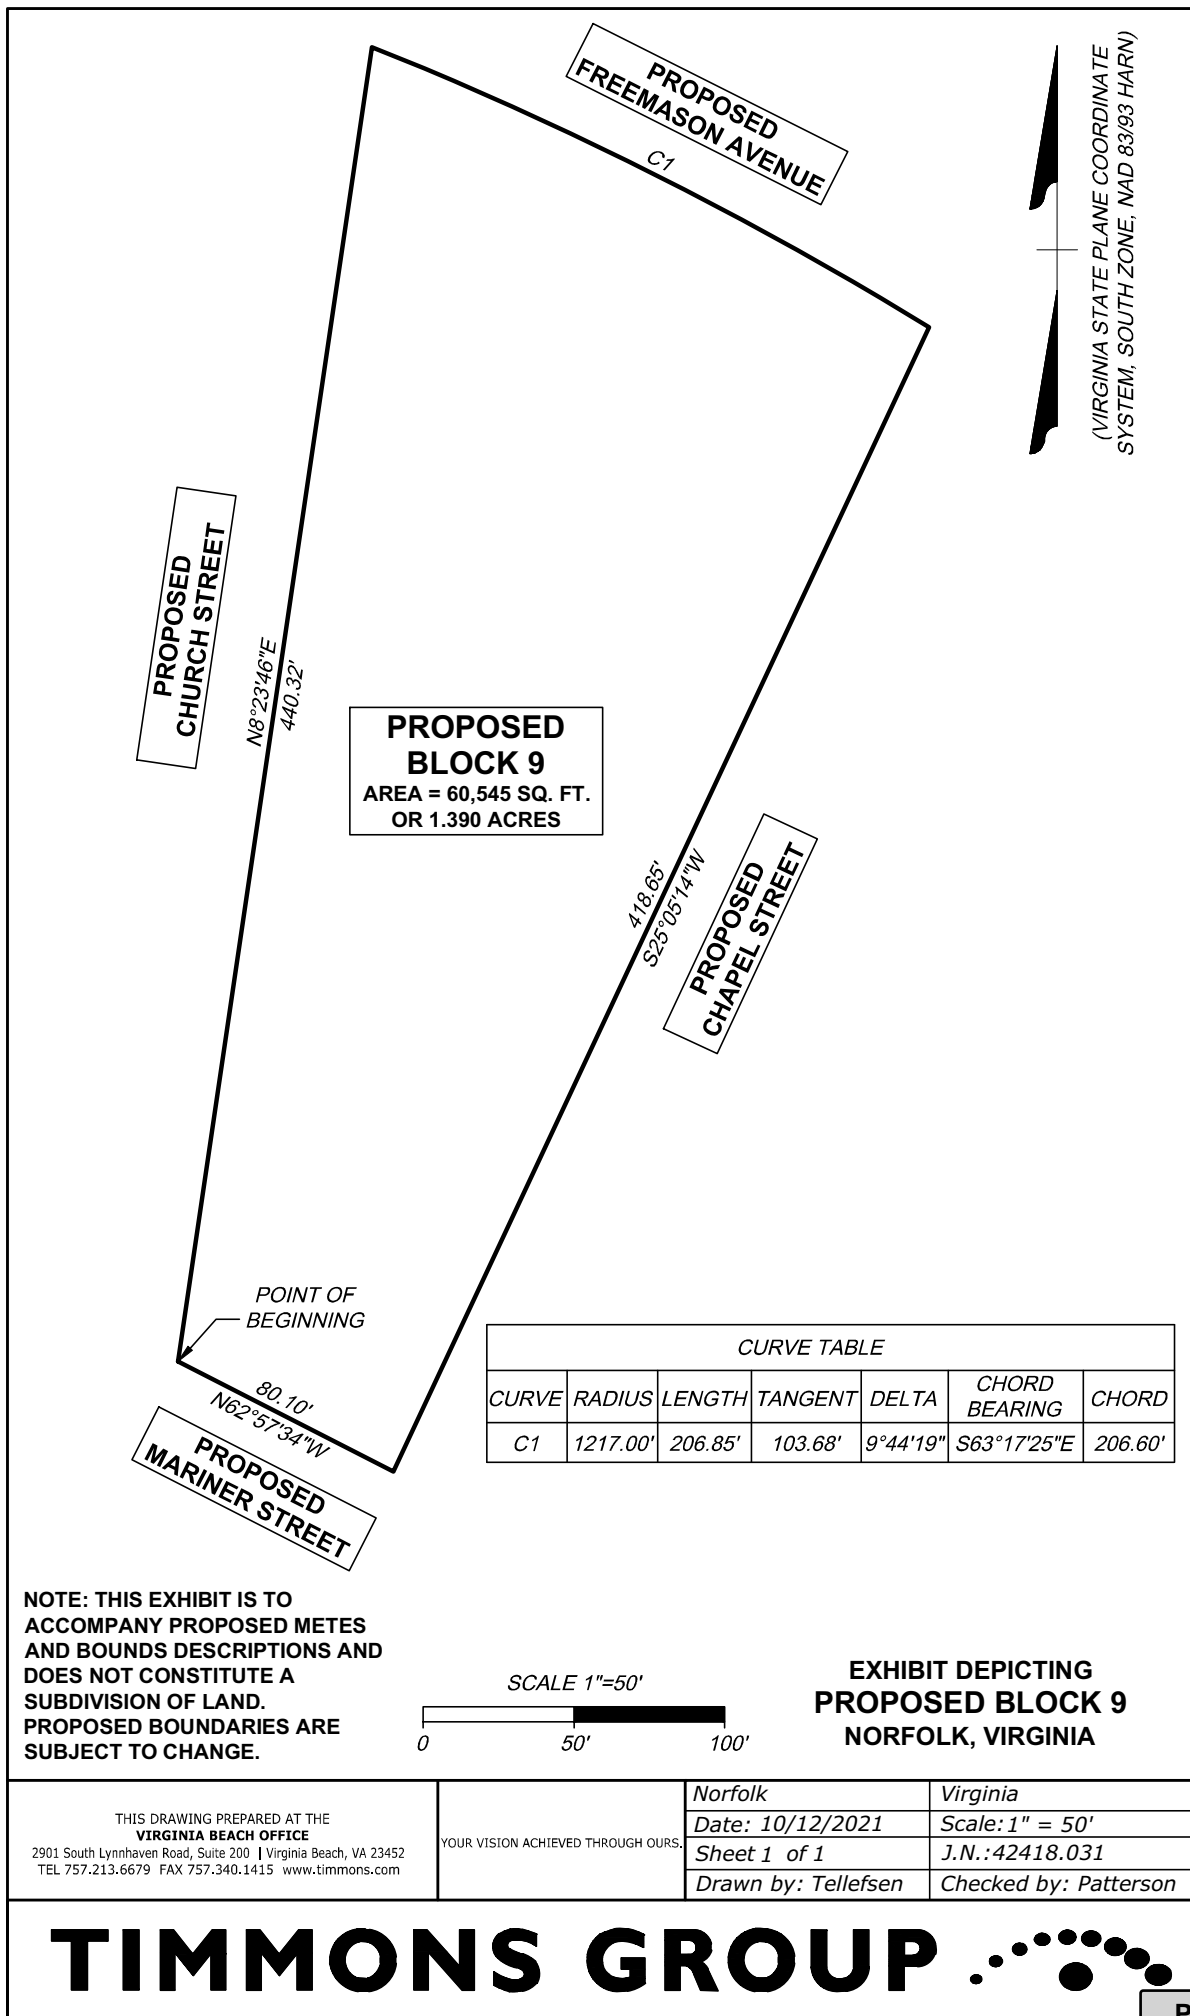 PROPOSED
FREEMASON AVENUE
C1
(VIRGINIA STATE PLANE COORDINATE
SYSTEM, SOUTH ZONE, NAD 83/93 HARN)
PROPOSED
CHURCH STREET
N8°23'46"E
440.32'
PROPOSED
BLOCK 9
AREA = 60,545 SQ. FT.
OR 1.390 ACRES
418.65'
S25°05'14"W
PROPOSED
CHAPEL STREET
POINT OF
BEGINNING
80.10'
N62°57'34"W
PROPOSED
MARINER STREET
CURVE TABLE
CURVE RADIUS LENGTH TANGENT DELTA CHORD BEARING CHORD
C1 1217.00' 206.85' 103.68' 9°44'19" S63°17'25"E 206.60'
NOTE: THIS EXHIBIT IS TO
ACCOMPANY PROPOSED METES
AND BOUNDS DESCRIPTIONS AND
DOES NOT CONSTITUTE A
SUBDIVISION OF LAND.
PROPOSED BOUNDARIES ARE
SUBJECT TO CHANGE.
SCALE 1"=50'
0 50' 100'
EXHIBIT DEPICTING
PROPOSED BLOCK 9
NORFOLK, VIRGINIA
THIS DRAWING PREPARED AT THE
VIRGINIA BEACH OFFICE
2901 South Lynnhaven Road, Suite 200 | Virginia Beach, VA 23452
TEL 757.213.6679 FAX 757.340.1415 www.timmons.com
YOUR VISION ACHIEVED THROUGH OURS.
Norfolk Virginia
Date: 10/12/2021 Scale: 1" = 50'
Sheet 1 of 1 J.N.:42418.031
Drawn by: Tellefsen Checked by: Patterson
TIMMONS GROUP